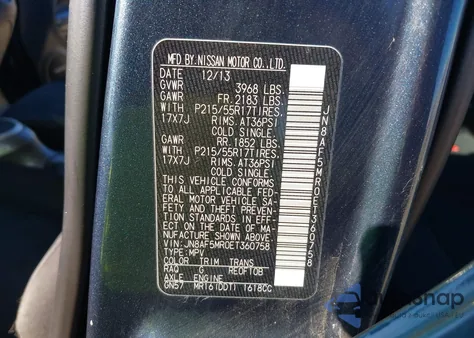 MFD.BY NISSAN MOTOR CO.,LTD.
DATE 12/13
GVWR 3968 LBS.
GAWR FR.2183 LBS.
WITH P215/55R17TIRES,
17X7J RIMS.AT36PSI
COLD SINGLE.
GAWR RR.1852 LBS.
WITH P215/55R17TIRES,
17X7J RIMS.AT36PSI
COLD SINGLE.
THIS VEHICLE CONFORMS
TO ALL APPLICABLE FED-
ERAL MOTOR VEHICLE SA-
FETY AND THEFT PREVEN-
TION STANDARDS IN EFF-
ECT ON THE DATE OF MA-
NUFACTURE SHOWN ABOVE
VIN:JN8AF5MR0ET360758
TYPE:MPV
COLOR TRIM TRANS
RAQ G RE0F10B
AXLE ENGINE
GN57 MR16(DDT) 1618CC
JN8AF5MR0ET360758